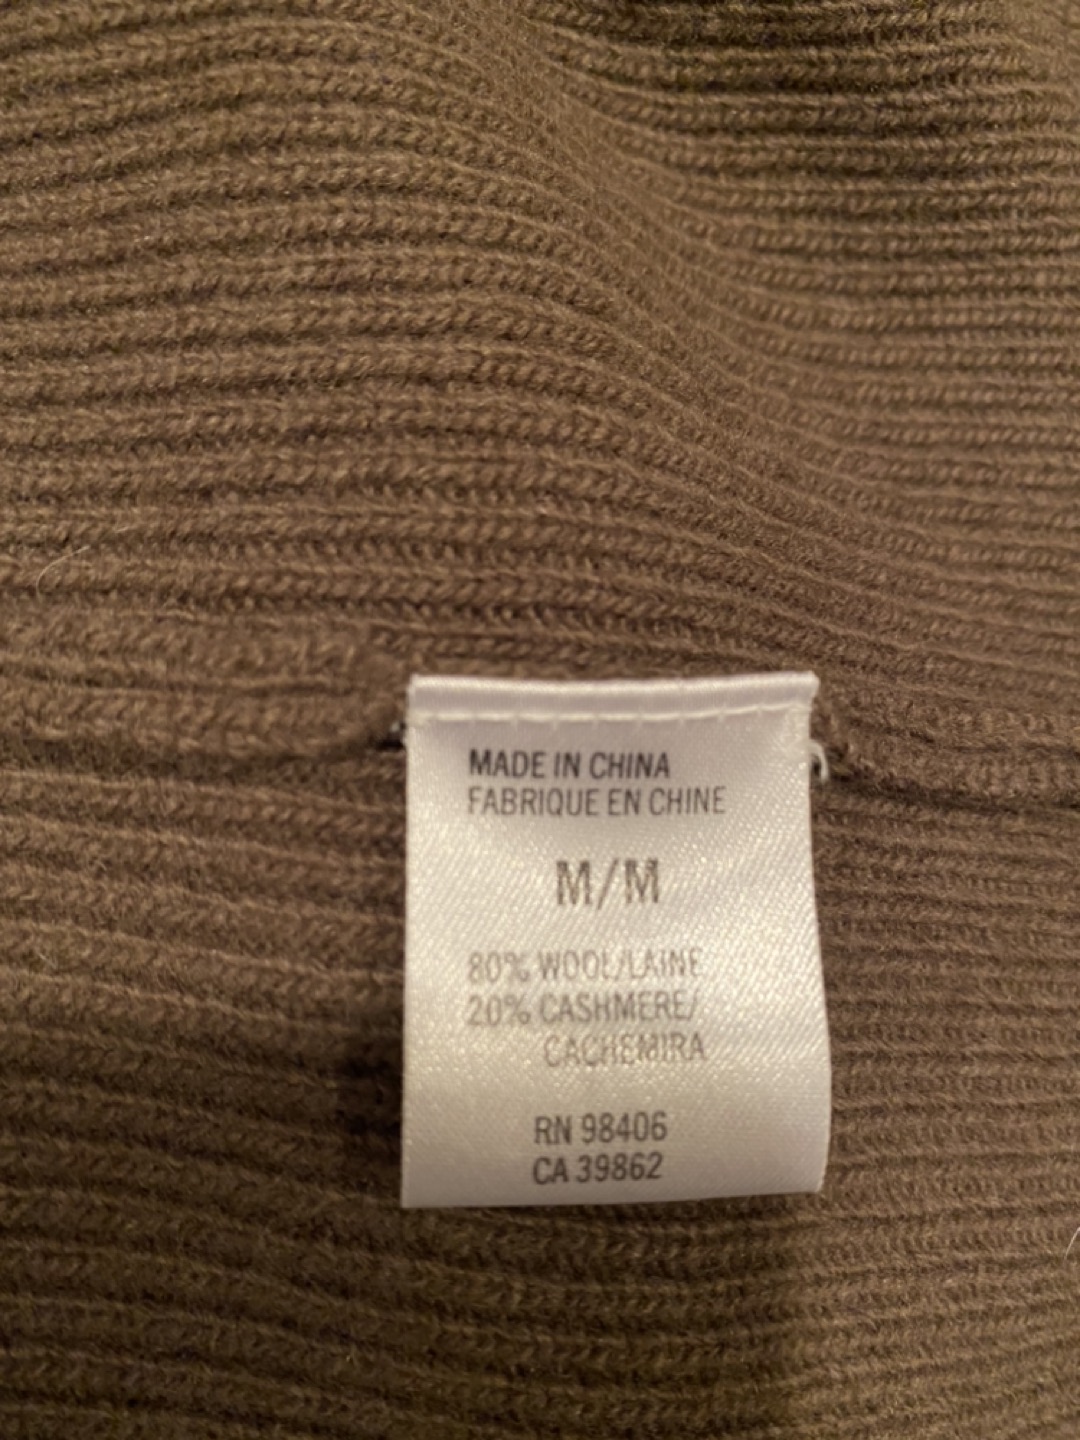 MADE IN CHINA
FABRIQUE EN CHINE
M/M
80% WOOL/LAINE
20% CASHMERE/
CACHEMIRA
RN 98406
CA 39862